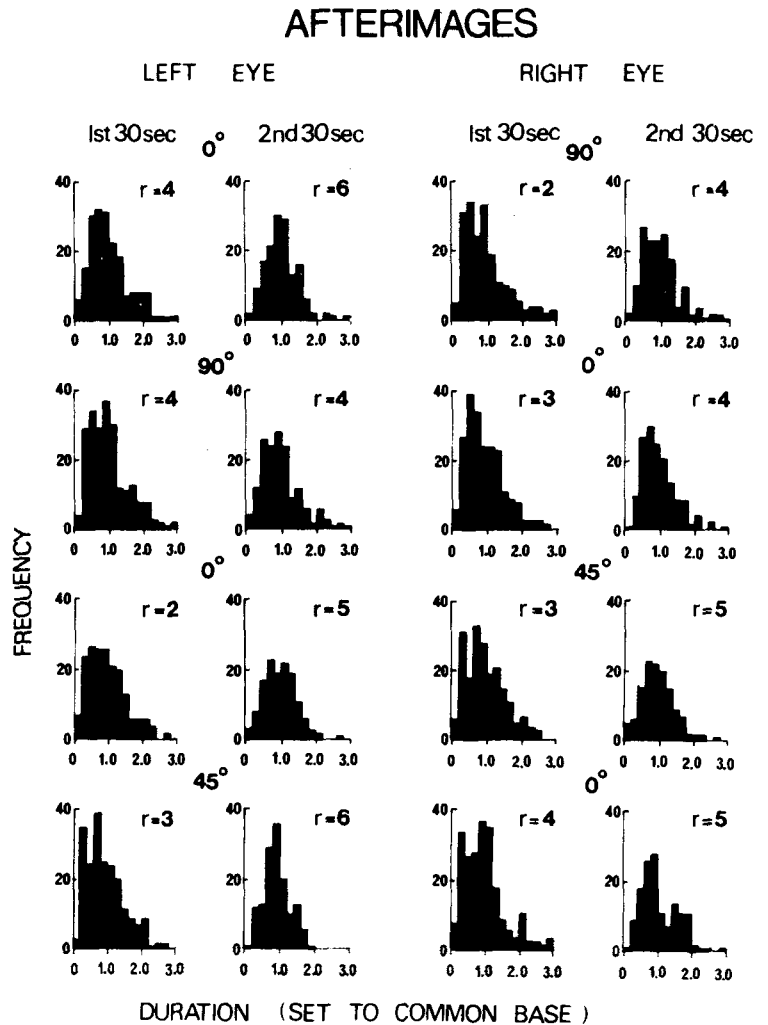 AFTERIMAGES
LEFT EYE RIGHT EYE
1st 30sec 2nd 30sec 1st 30sec 2nd 30sec
0° 90°
40 r=4 40 r=6 40 r=2 40 r=4
20 20 20 20
0 0 0 0
0 1.0 2.0 3.0 0 1.0 2.0 3.0 0 1.0 2.0 3.0 0 1.0 2.0 3.0
90° 0°
40 r=4 40 r=4 40 r=3 40 r=4
20 20 20 20
0 0 0 0
0 1.0 2.0 3.0 0 1.0 2.0 3.0 0 1.0 2.0 3.0 0 1.0 2.0 3.0
FREQUENCY
0° 45°
40 r=2 40 r=5 40 r=3 40 r=5
20 20 20 20
0 0 0 0
0 1.0 2.0 3.0 0 1.0 2.0 3.0 0 1.0 2.0 3.0 0 1.0 2.0 3.0
45° 0°
40 r=3 40 r=6 40 r=4 40 r=5
20 20 20 20
0 0 0 0
0 1.0 2.0 3.0 0 1.0 2.0 3.0 0 1.0 2.0 3.0 0 1.0 2.0 3.0
DURATION (SET TO COMMON BASE)